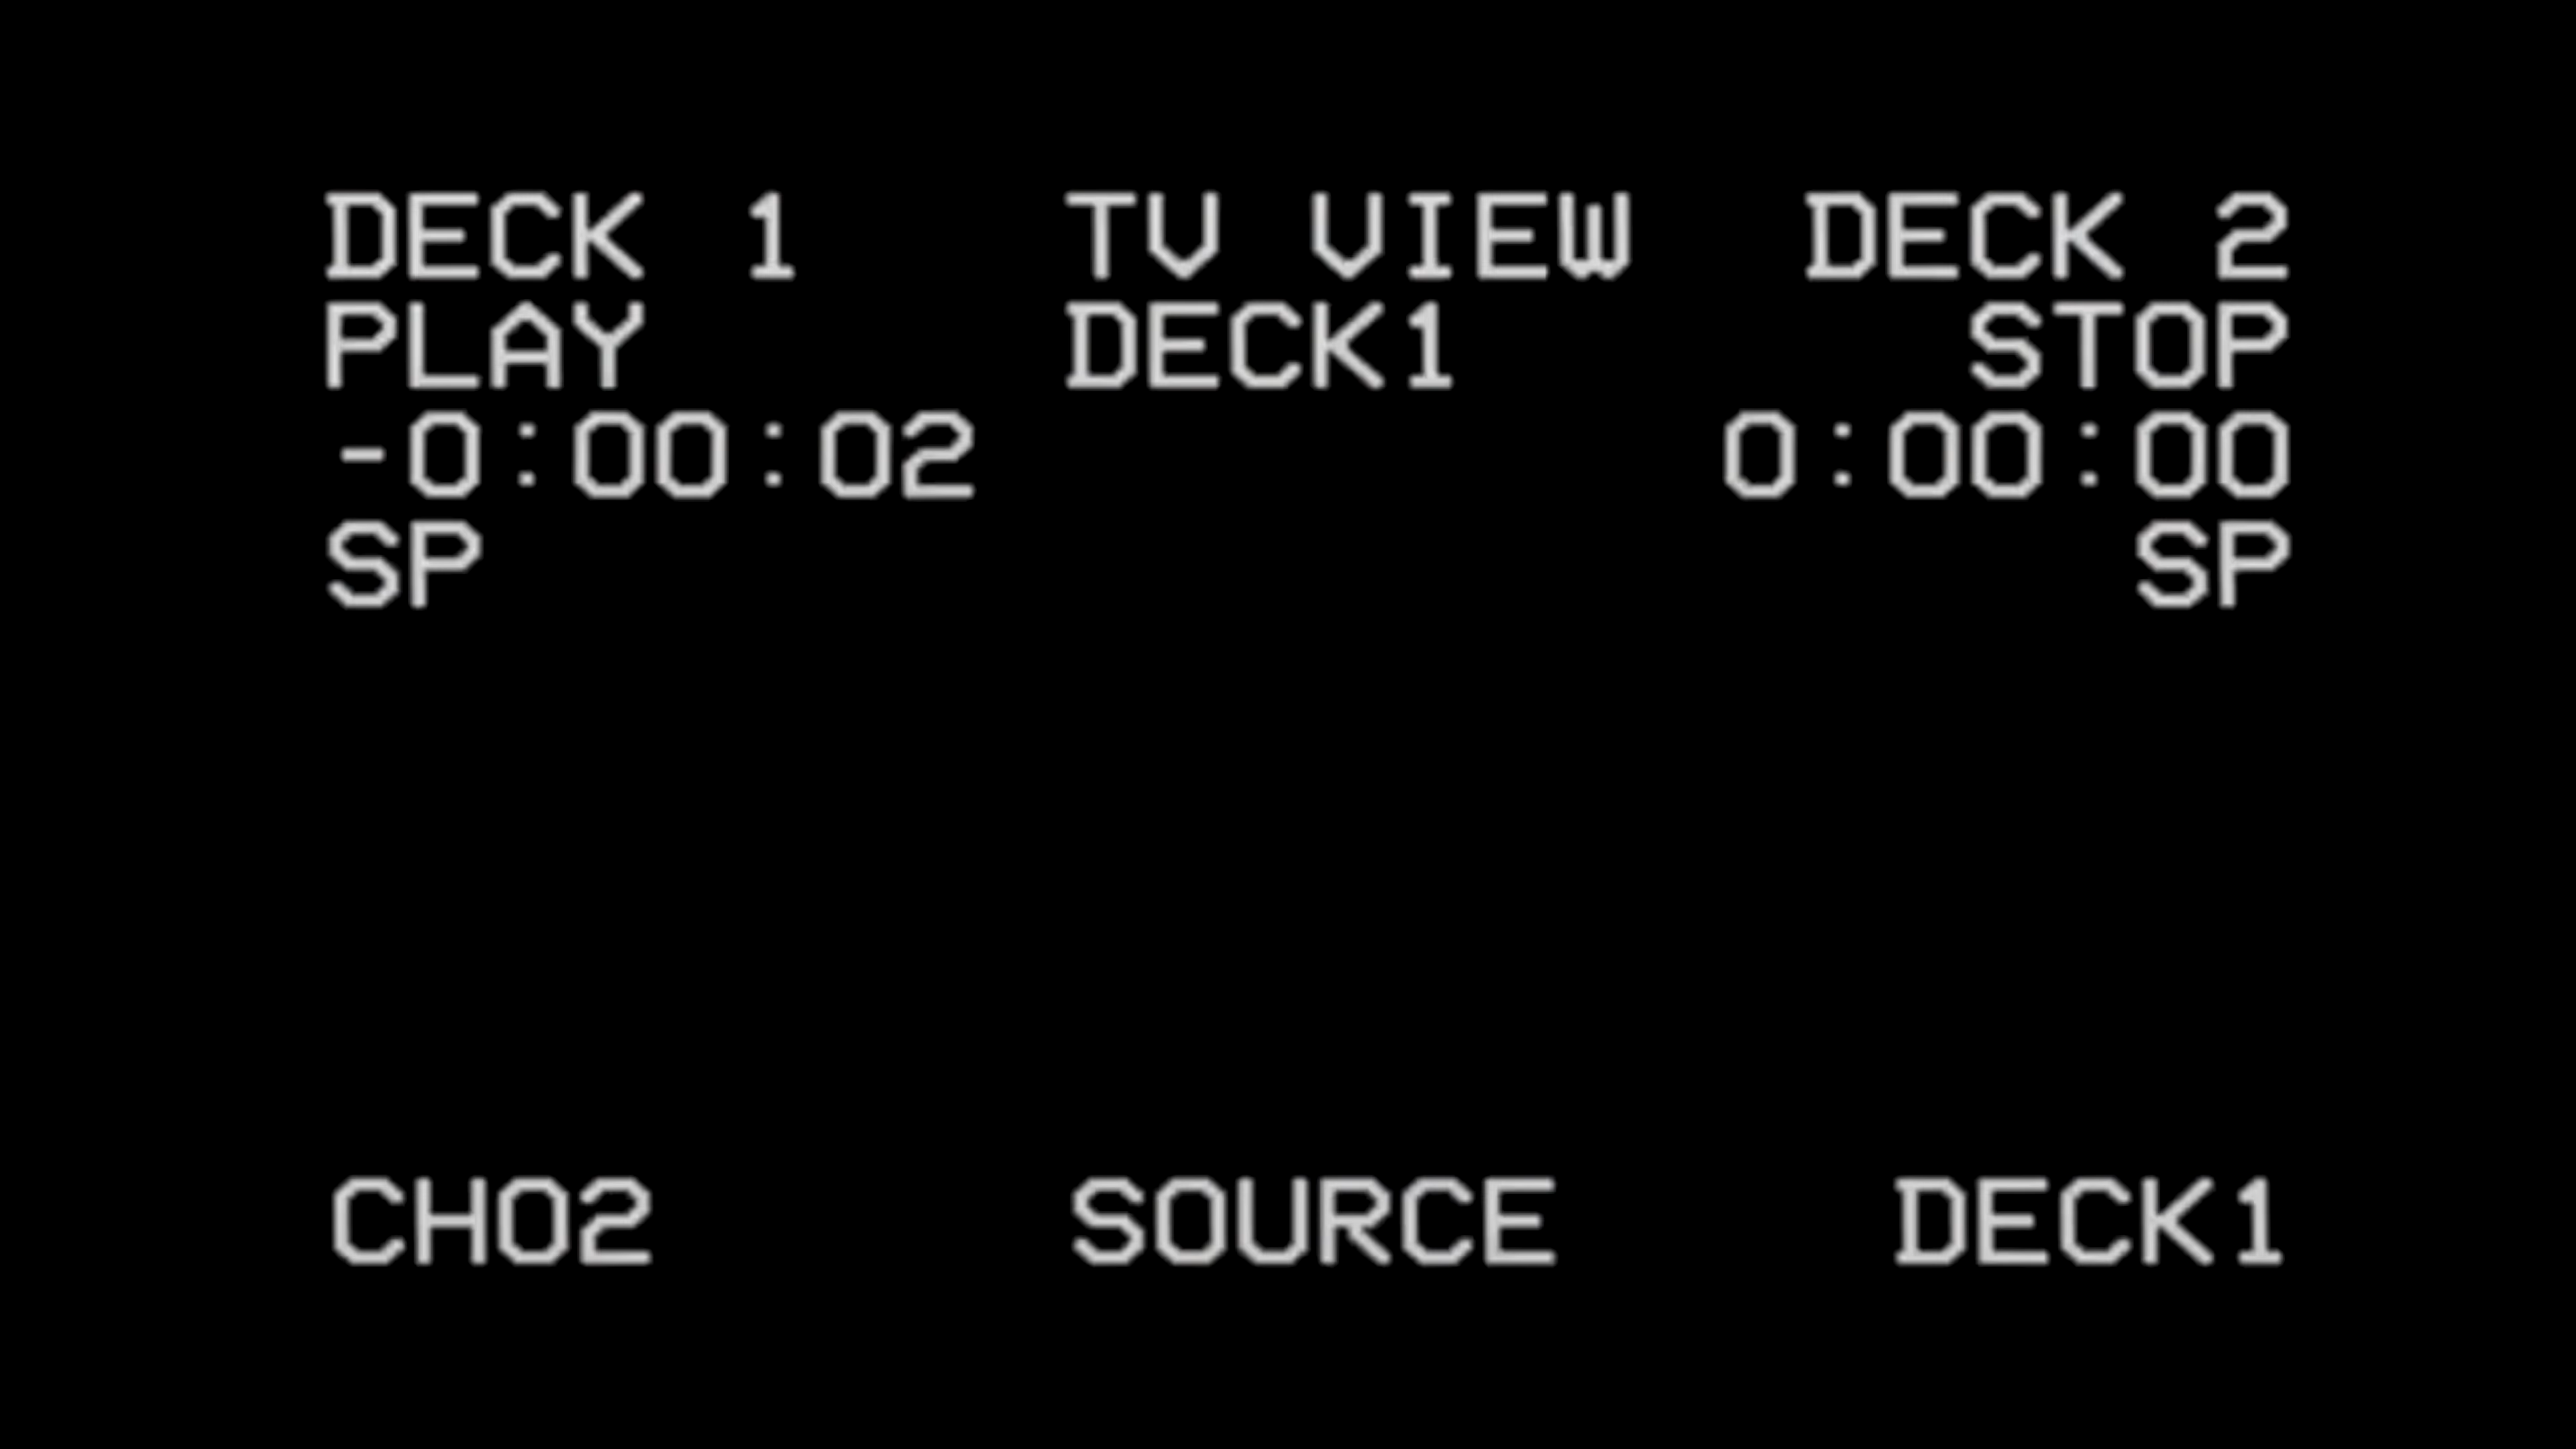 DECK 1 TV VIEW DECK 2
PLAY DECK1 STOP
-0:00:02 0:00:00
SP SP
CH02 SOURCE DECK1